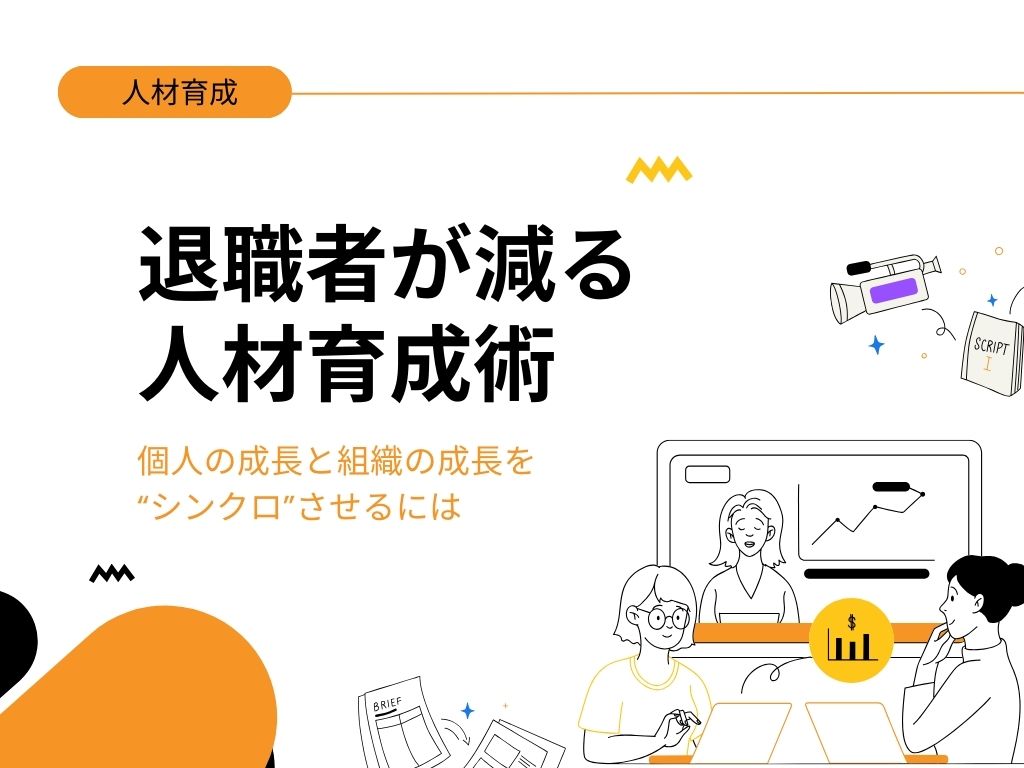 人材育成
退職者が減る
人材育成術
個人の成長と組織の成長を
“シンクロ”させるには
SCRIPT
I
$
BRIEF